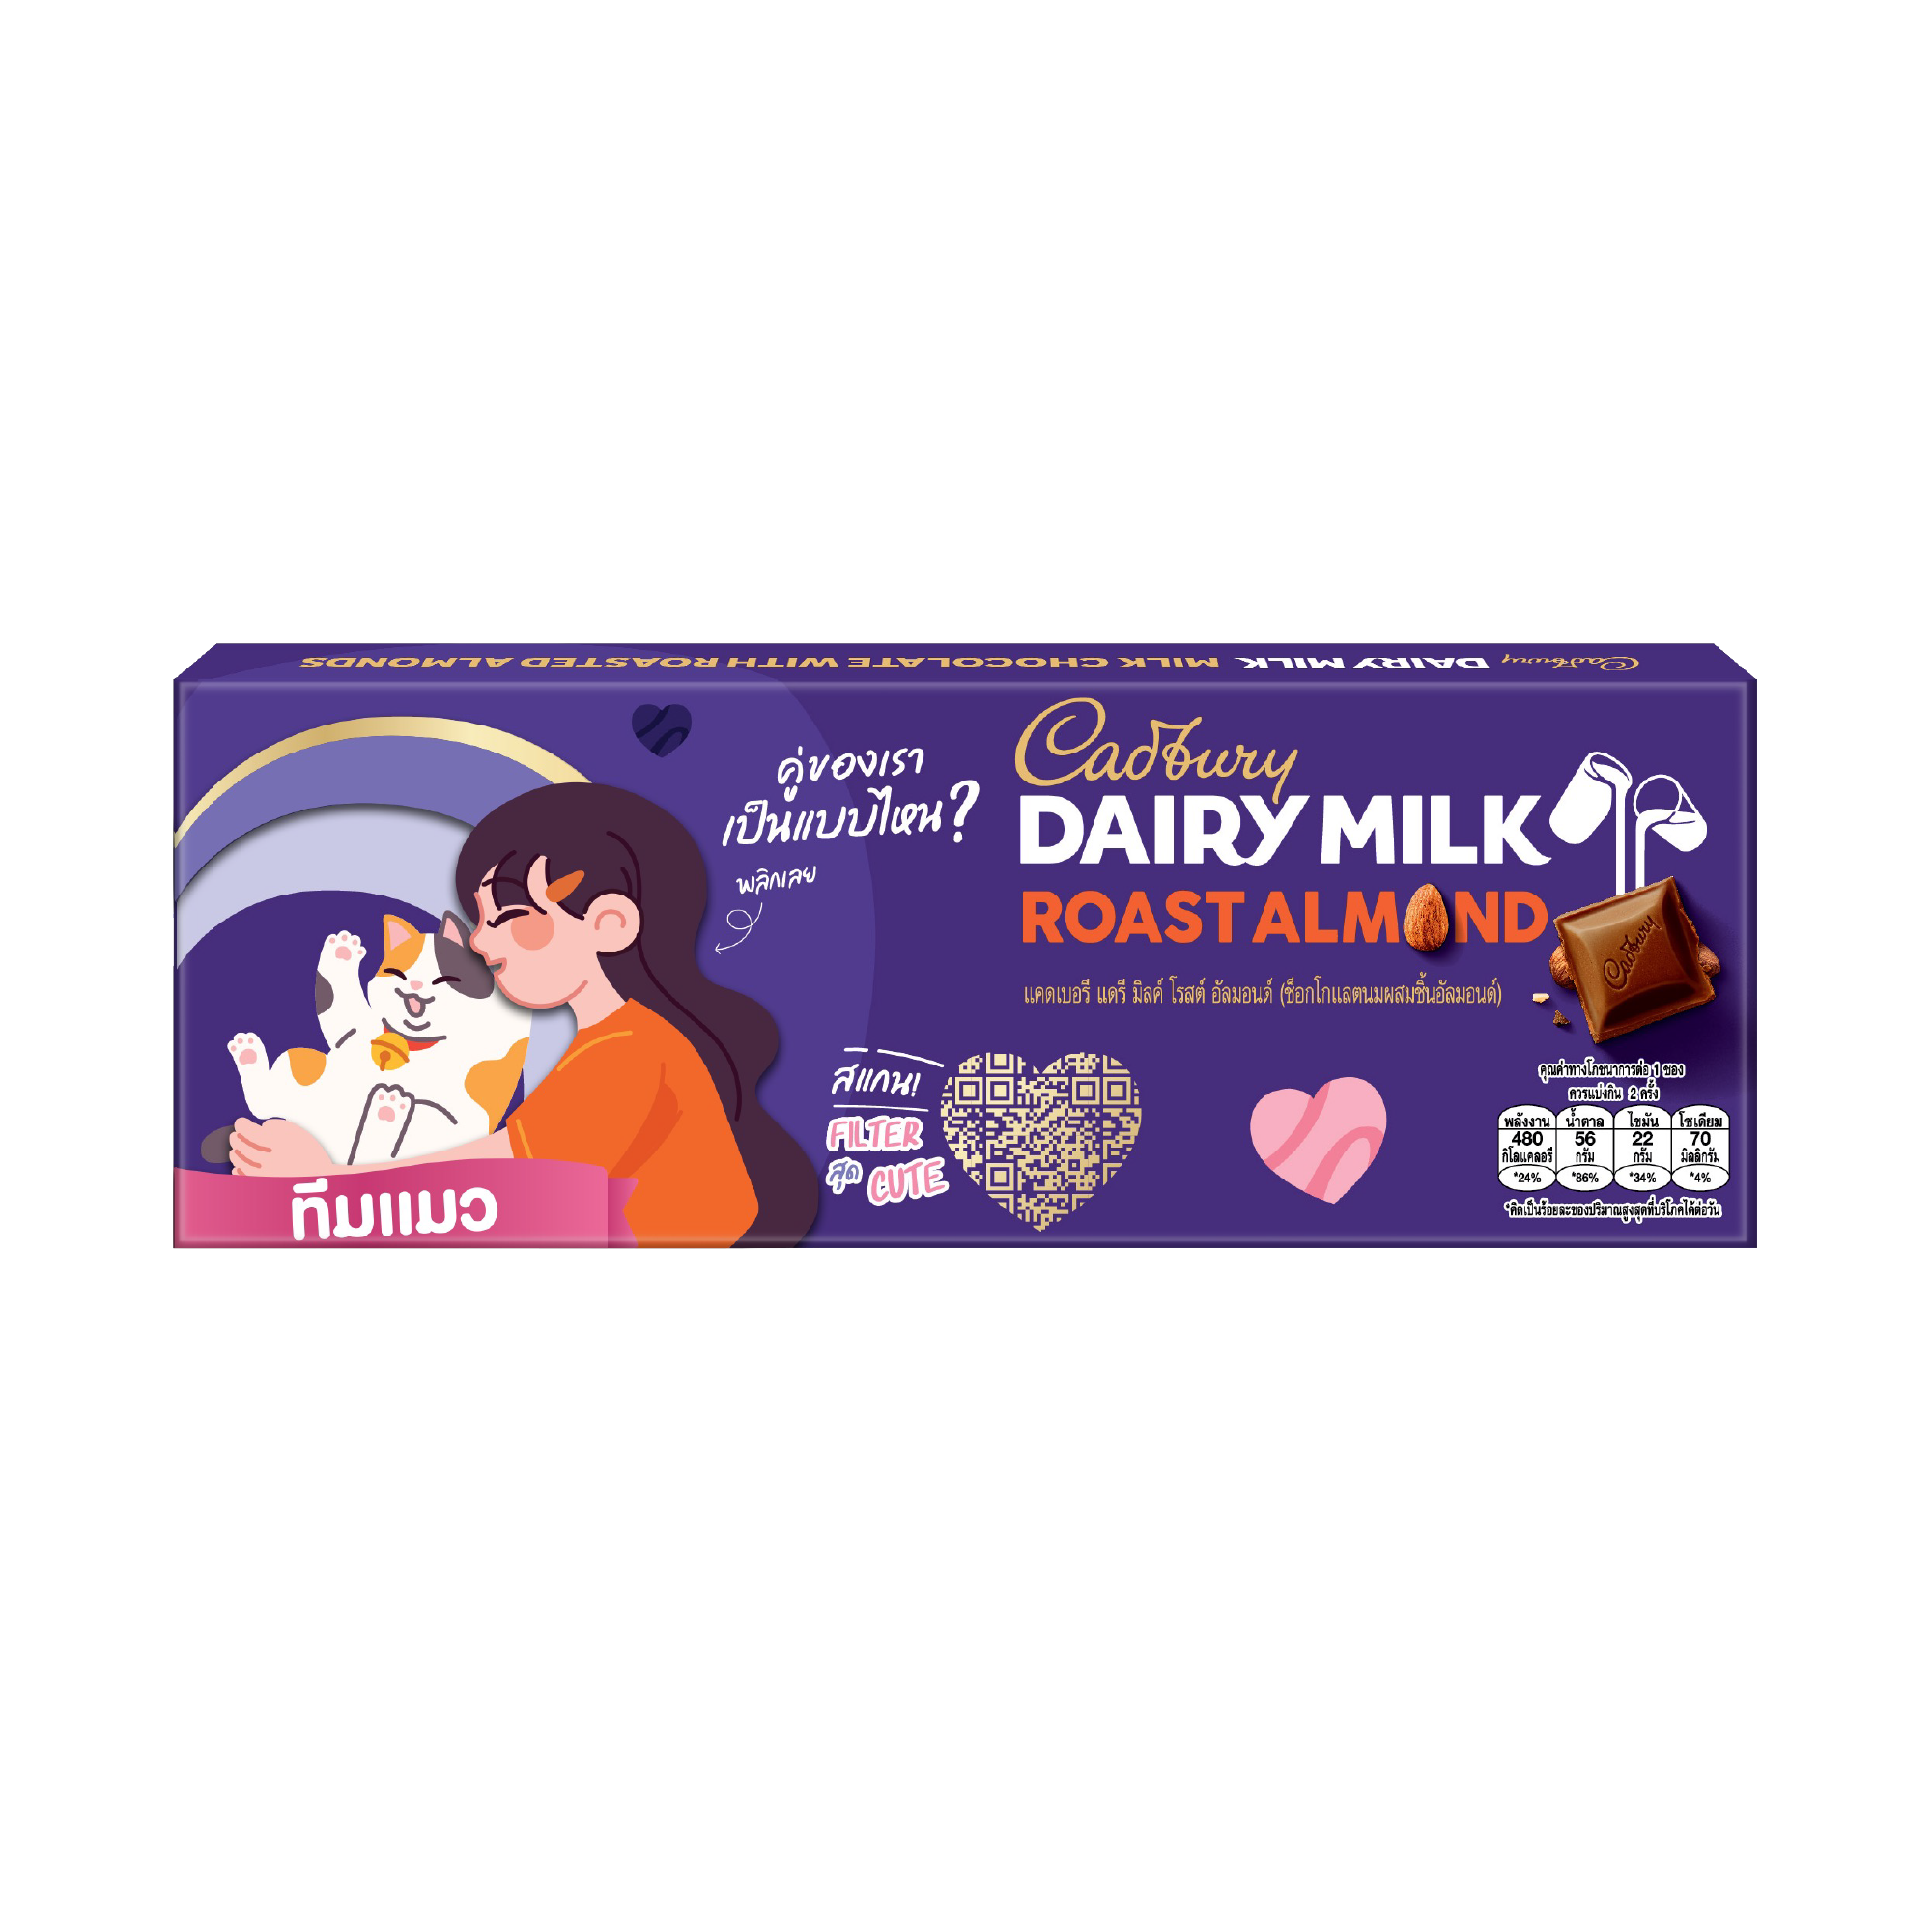 Cadbury DAIRY MILK MILK CHOCOLATE WITH ROASTED ALMONDS
คู่ของเรา
เป็นแบบไหน?
พลิกเลย
ทีมแมว
สแกน!
FILTER
สุด CUTE
Cadbury
DAIRY MILK
ROAST ALMOND
แคดเบอรี แดรี มิลค์ โรสต์ อัลมอนด์ (ช็อกโกแลตนมผสมชิ้นอัลมอนด์)
Cadbury
คุณค่าทางโภชนาการต่อ 1 ซอง
ควรแบ่งกิน 2 ครั้ง
พลังงาน น้ำตาล ไขมัน โซเดียม
480 56 22 70
กิโลแคลอรี กรัม กรัม มิลลิกรัม
*24% *86% *34% *4%
*คิดเป็นร้อยละของปริมาณสูงสุดที่บริโภคได้ต่อวัน